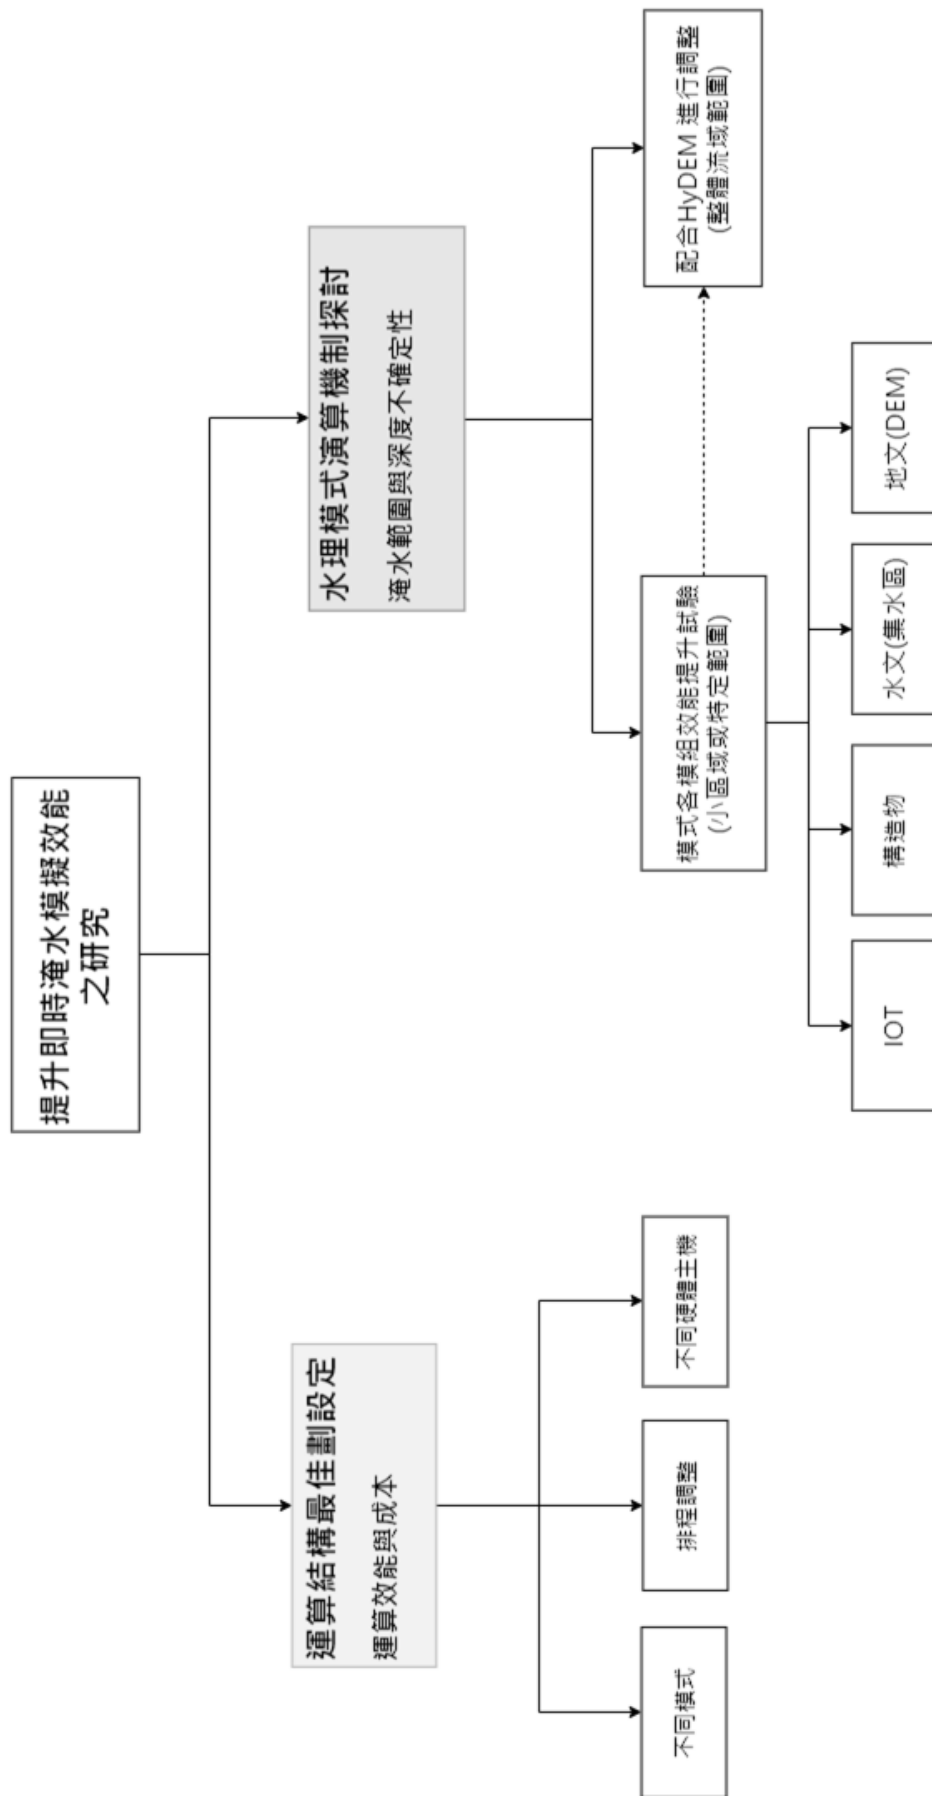 提升即時淹水模擬效能
之研究
運算結構最佳劃設定
運算效能與成本
水理模式演算機制探討
淹水範圍與深度不確定性
不同模式
排程調整
不同硬體主機
模式各模組效能提升試驗
(小區域或特定範圍)
配合HyDEM 進行調整
(整體流域範圍)
IOT
構造物
水文(集水區)
地文(DEM)